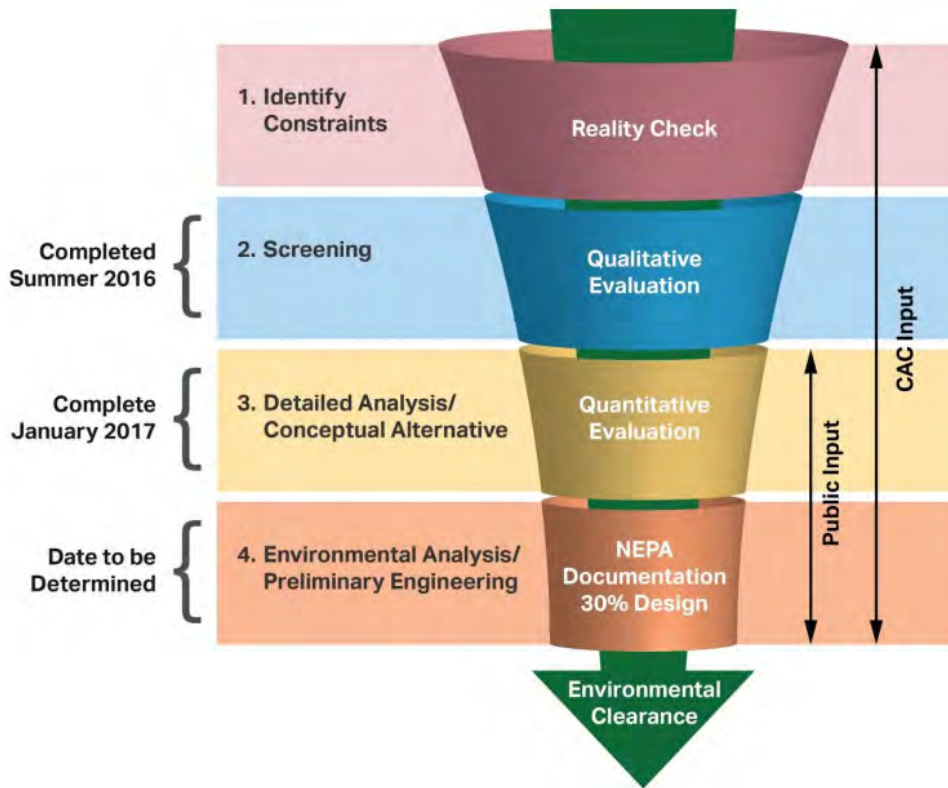 1. Identify
Constraints
Reality Check
Completed
Summer 2016
2. Screening
Qualitative
Evaluation
Complete
January 2017
3. Detailed Analysis/
Conceptual Alternative
Quantitative
Evaluation
Date to be
Determined
4. Environmental Analysis/
Preliminary Engineering
NEPA
Documentation
30% Design
Public Input
CAC Input
Environmental
Clearance